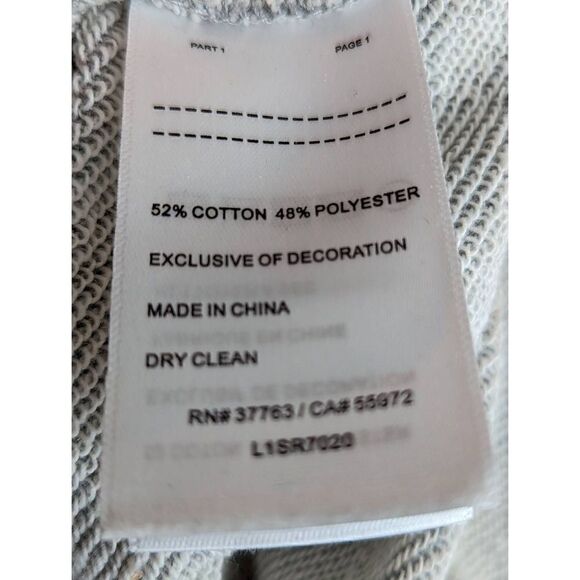 PART 1 PAGE 1
52% COTTON 48% POLYESTER
EXCLUSIVE OF DECORATION
MADE IN CHINA
DRY CLEAN
RN# 37763 / CA# 55972
L1SR7020